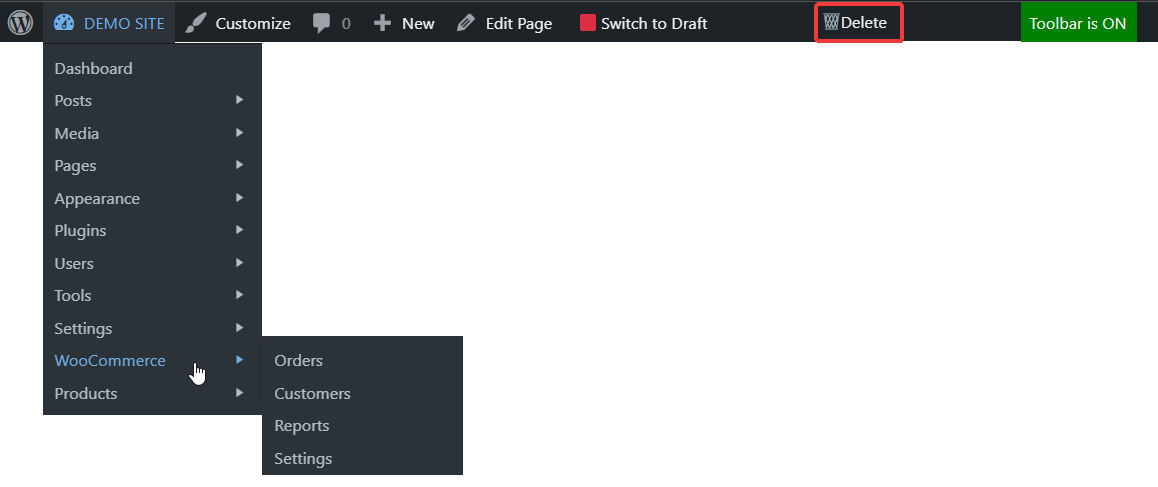 DEMO SITE Customize 0 New Edit Page Switch to Draft Delete Toolbar is ON
Dashboard
Posts
Media
Pages
Appearance
Plugins
Users
Tools
Settings
WooCommerce
Products
Orders
Customers
Reports
Settings